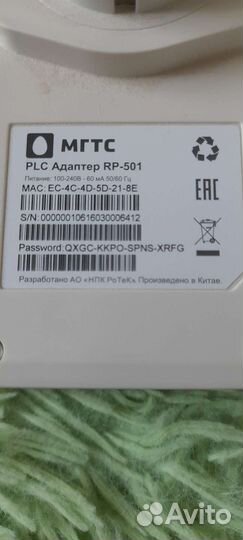 МГТС
PLC Адаптер RP-501
Питание: 100-240В - 60 мА 50/60 Гц
MAC: EC-4C-4D-5D-21-8E
S/N: 00000010616030006412
Password:QXGC-KKPO-SPNS-XRFG
Разработано АО «НПК РоТеК». Произведено в Китае.
EAC
Avito